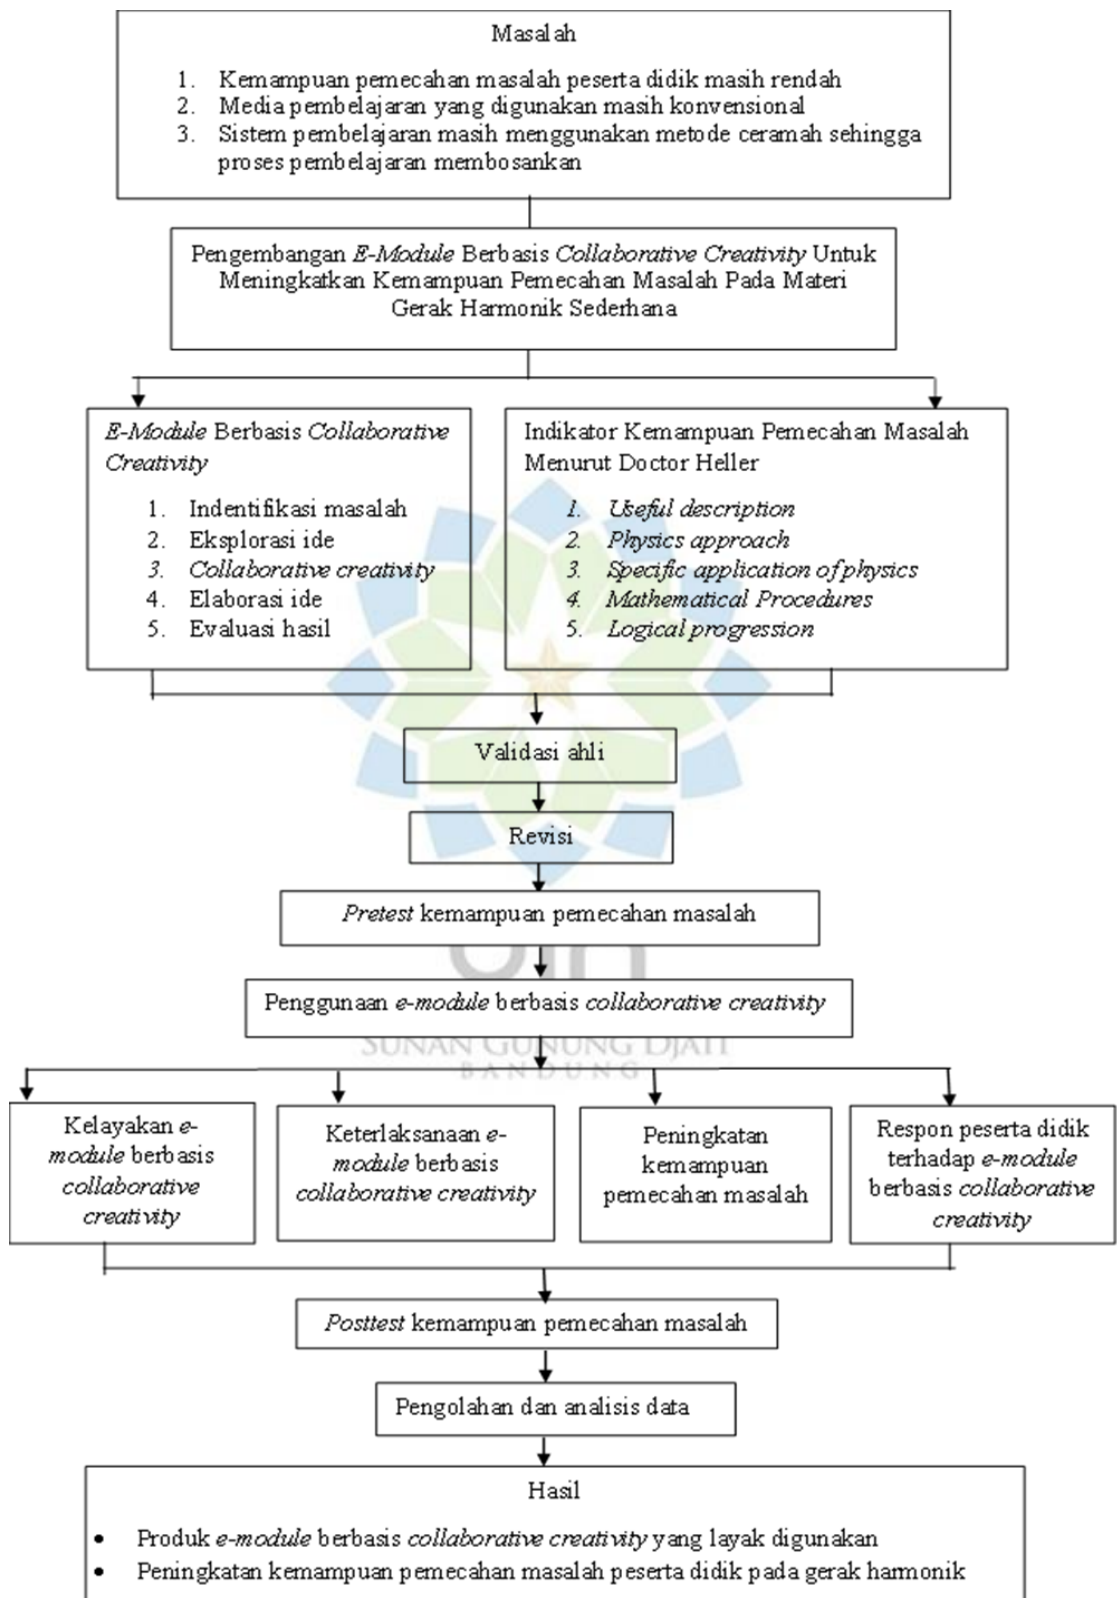 Masalah
1. Kemampuan pemecahan masalah peserta didik masih rendah
2. Media pembelajaran yang digunakan masih konvensional
3. Sistem pembelajaran masih menggunakan metode ceramah sehingga
proses pembelajaran membosankan
Pengembangan E-Module Berbasis Collaborative Creativity Untuk
Meningkatkan Kemampuan Pemecahan Masalah Pada Materi
Gerak Harmonik Sederhana
E-Module Berbasis Collaborative
Creativity
1. Indentifikasi masalah
2. Eksplorasi ide
3. Collaborative creativity
4. Elaborasi ide
5. Evaluasi hasil
Indikator Kemampuan Pemecahan Masalah
Menurut Doctor Heller
1. Useful description
2. Physics approach
3. Specific application of physics
4. Mathematical Procedures
5. Logical progression
Validasi ahli
Revisi
Pretest kemampuan pemecahan masalah
Penggunaan e-module berbasis collaborative creativity
SUNAN GUNUNG DJATI
BANDUNG
Kelayakan e-
module berbasis
collaborative
creativity
Keterlaksanaan e-
module berbasis
collaborative creativity
Peningkatan
kemampuan
pemecahan masalah
Respon peserta didik
terhadap e-module
berbasis collaborative
creativity
Posttest kemampuan pemecahan masalah
Pengolahan dan analisis data
Hasil
• Produk e-module berbasis collaborative creativity yang layak digunakan
• Peningkatan kemampuan pemecahan masalah peserta didik pada gerak harmonik